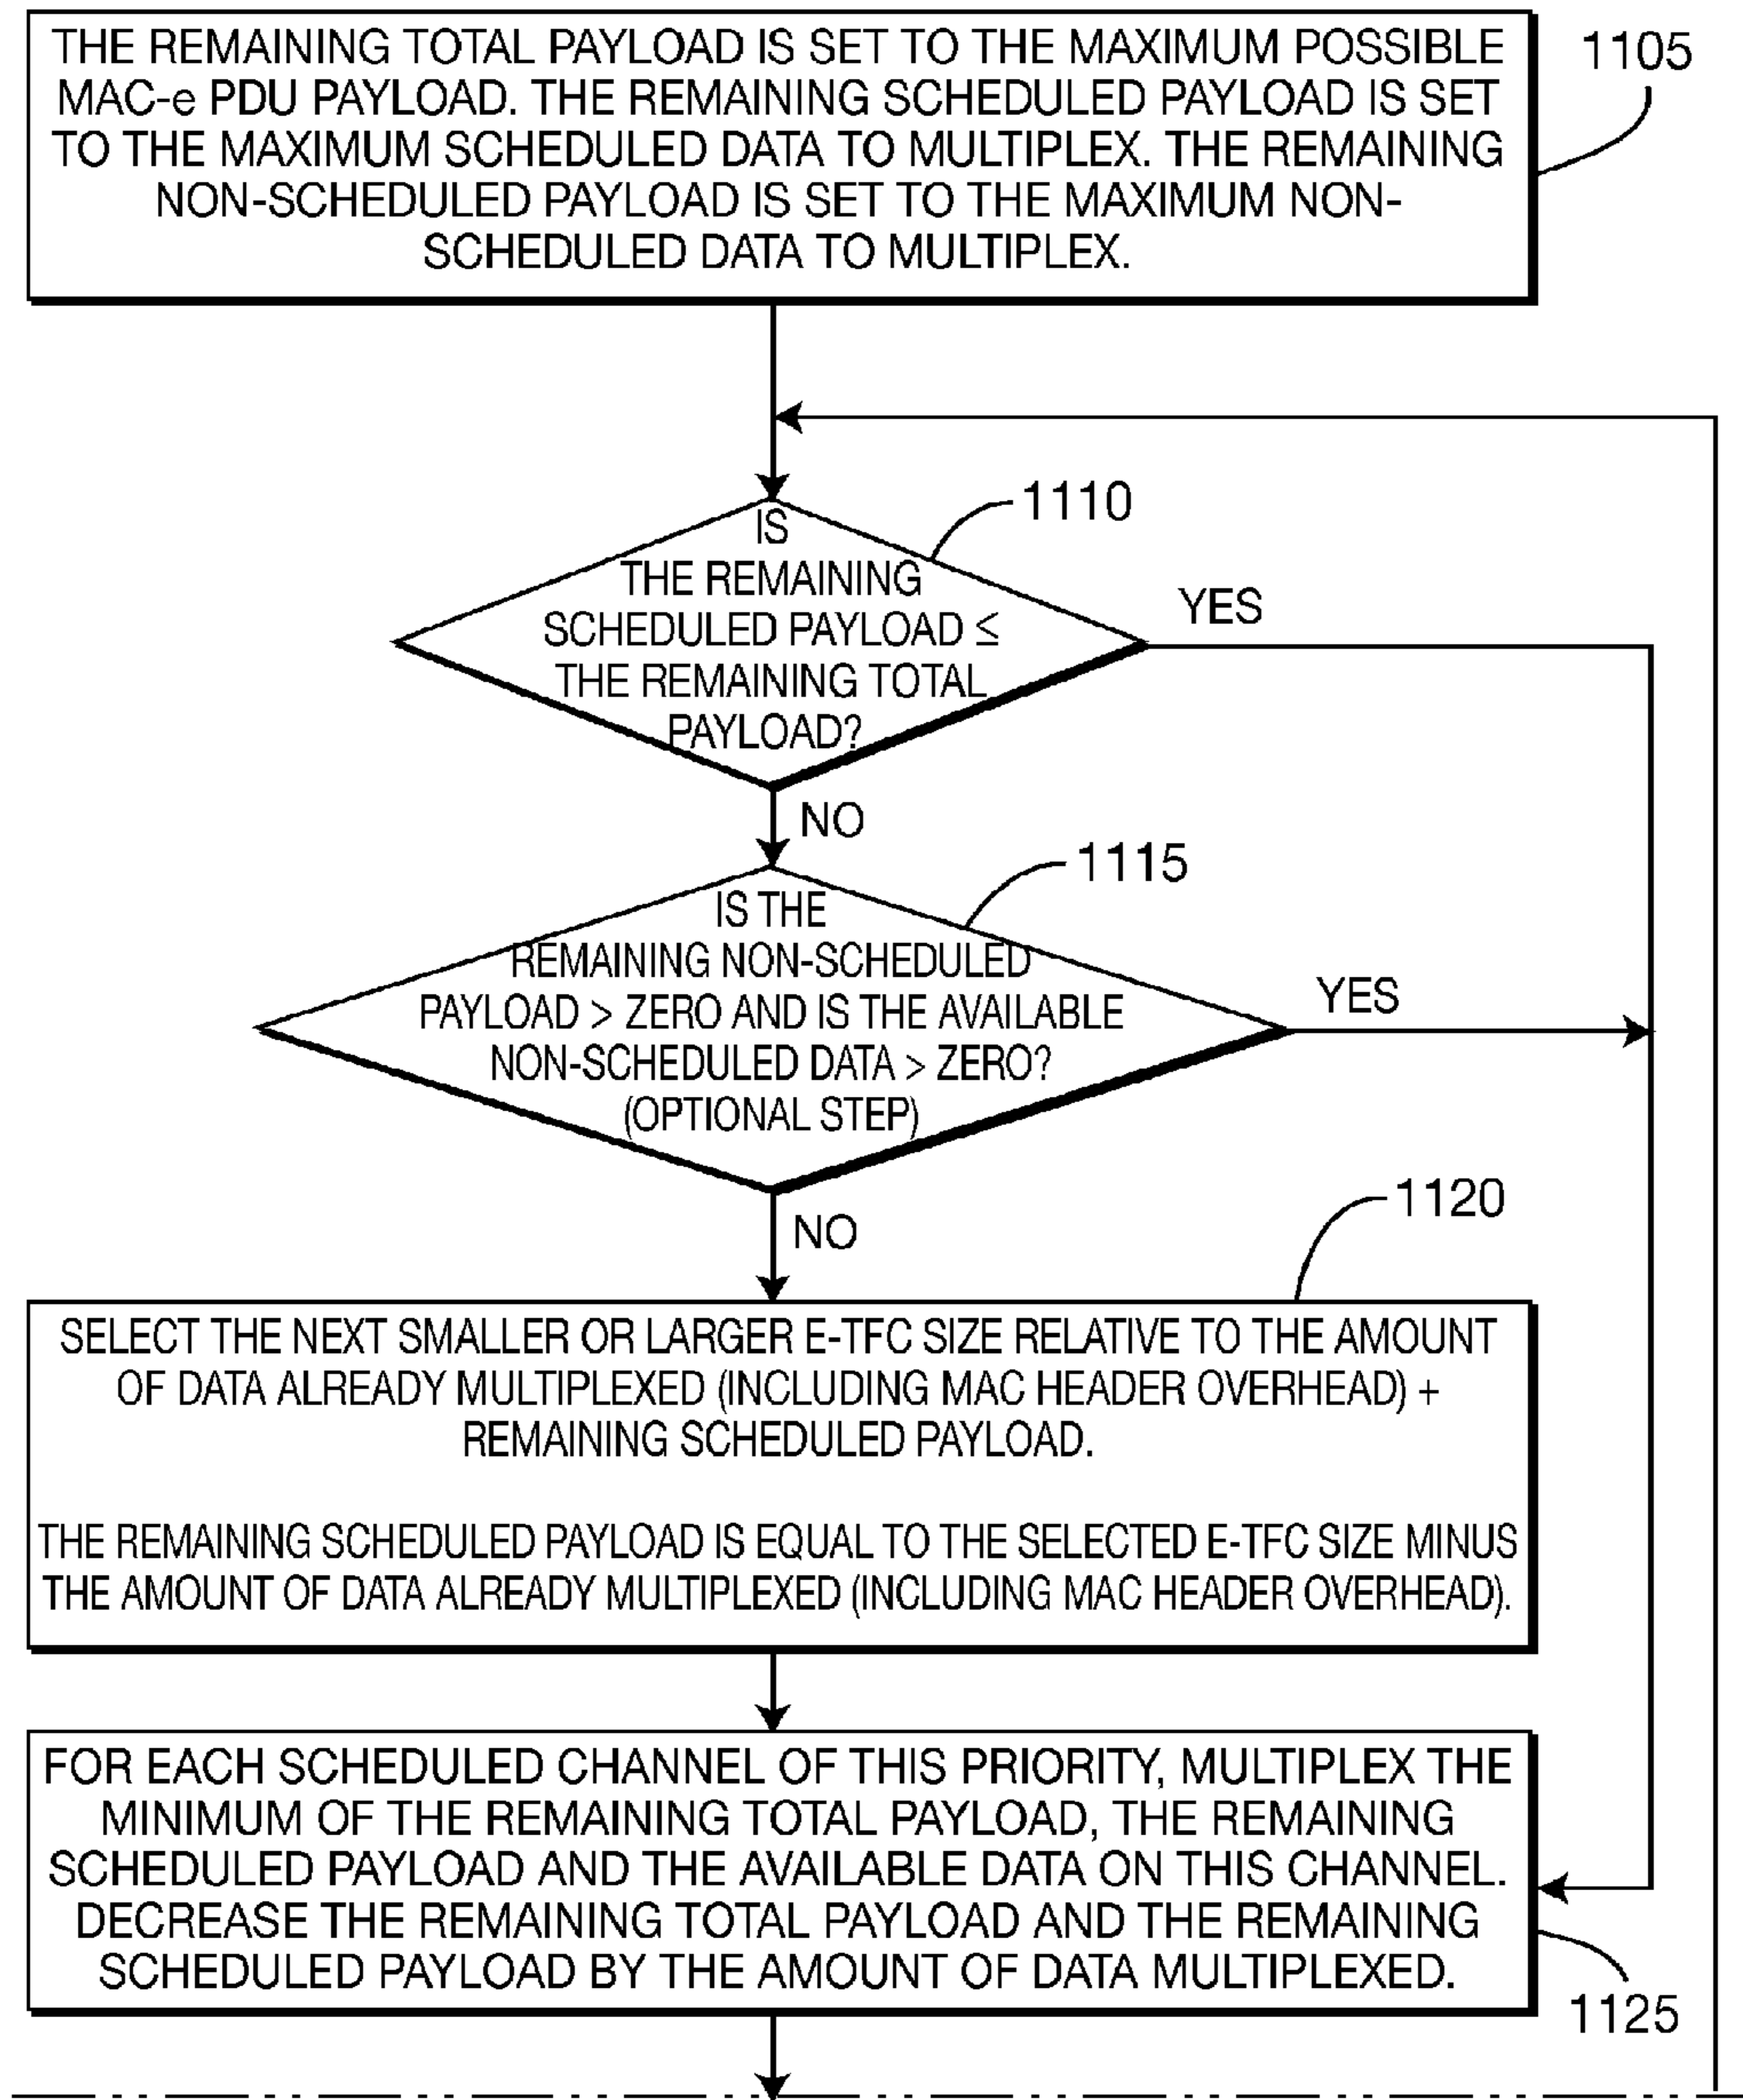 THE REMAINING TOTAL PAYLOAD IS SET TO THE MAXIMUM POSSIBLE
MAC-e PDU PAYLOAD. THE REMAINING SCHEDULED PAYLOAD IS SET
TO THE MAXIMUM SCHEDULED DATA TO MULTIPLEX. THE REMAINING
NON-SCHEDULED PAYLOAD IS SET TO THE MAXIMUM NON-
SCHEDULED DATA TO MULTIPLEX.
1105
1110
IS
THE REMAINING
SCHEDULED PAYLOAD ≤
THE REMAINING TOTAL
PAYLOAD?
YES
NO
1115
IS THE
REMAINING NON-SCHEDULED
PAYLOAD > ZERO AND IS THE AVAILABLE
NON-SCHEDULED DATA > ZERO?
(OPTIONAL STEP)
YES
NO
1120
SELECT THE NEXT SMALLER OR LARGER E-TFC SIZE RELATIVE TO THE AMOUNT
OF DATA ALREADY MULTIPLEXED (INCLUDING MAC HEADER OVERHEAD) +
REMAINING SCHEDULED PAYLOAD.
THE REMAINING SCHEDULED PAYLOAD IS EQUAL TO THE SELECTED E-TFC SIZE MINUS
THE AMOUNT OF DATA ALREADY MULTIPLEXED (INCLUDING MAC HEADER OVERHEAD).
FOR EACH SCHEDULED CHANNEL OF THIS PRIORITY, MULTIPLEX THE
MINIMUM OF THE REMAINING TOTAL PAYLOAD, THE REMAINING
SCHEDULED PAYLOAD AND THE AVAILABLE DATA ON THIS CHANNEL.
DECREASE THE REMAINING TOTAL PAYLOAD AND THE REMAINING
SCHEDULED PAYLOAD BY THE AMOUNT OF DATA MULTIPLEXED.
1125